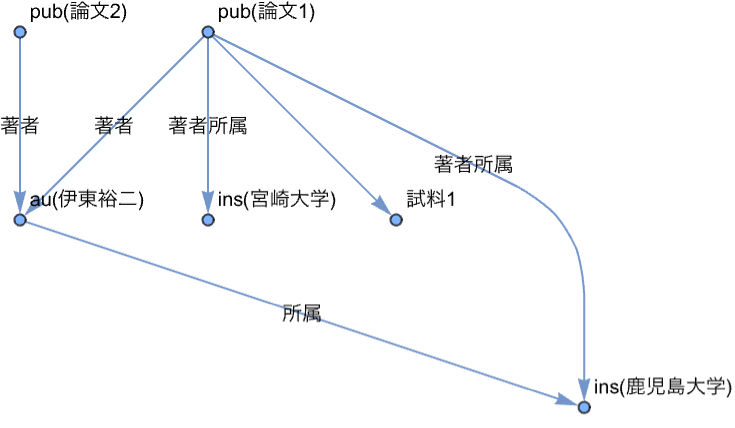 pub(論文2)
pub(論文1)
著者
著者
著者所属
著者所属
au(伊東裕二)
ins(宮崎大学)
試料1
所属
ins(鹿児島大学)